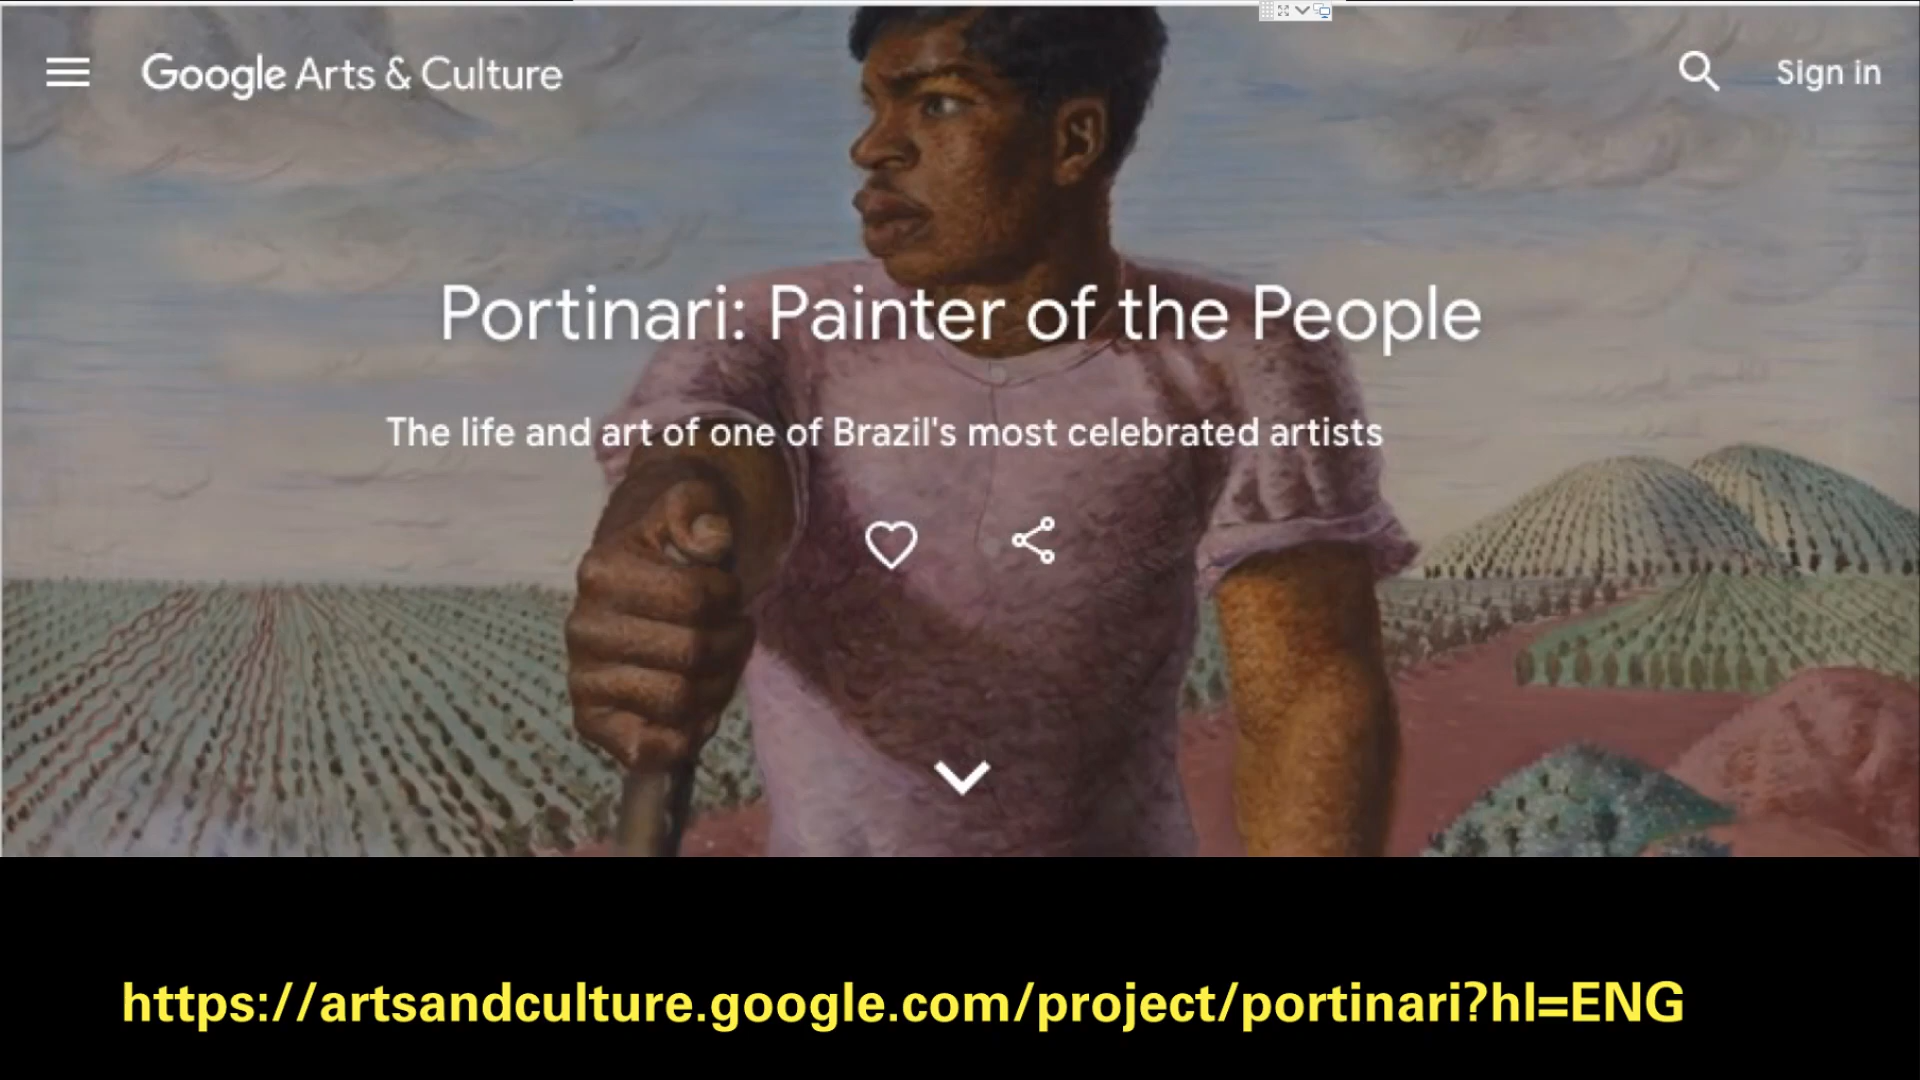 Google Arts & Culture
Sign in
Portinari: Painter of the People
The life and art of one of Brazil's most celebrated artists
https://artsandculture.google.com/project/portinari?hl=ENG